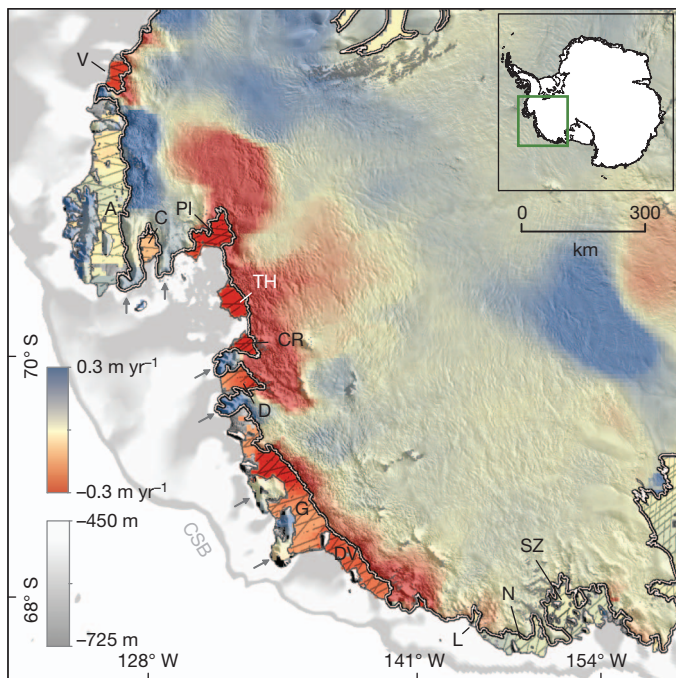 V
A
C
PI
TH
CR
D
G
DV
L
N
SZ
0 300
km
70° S
68° S
0.3 m yr⁻¹
−0.3 m yr⁻¹
−450 m
−725 m
CSB
128° W 141° W 154° W